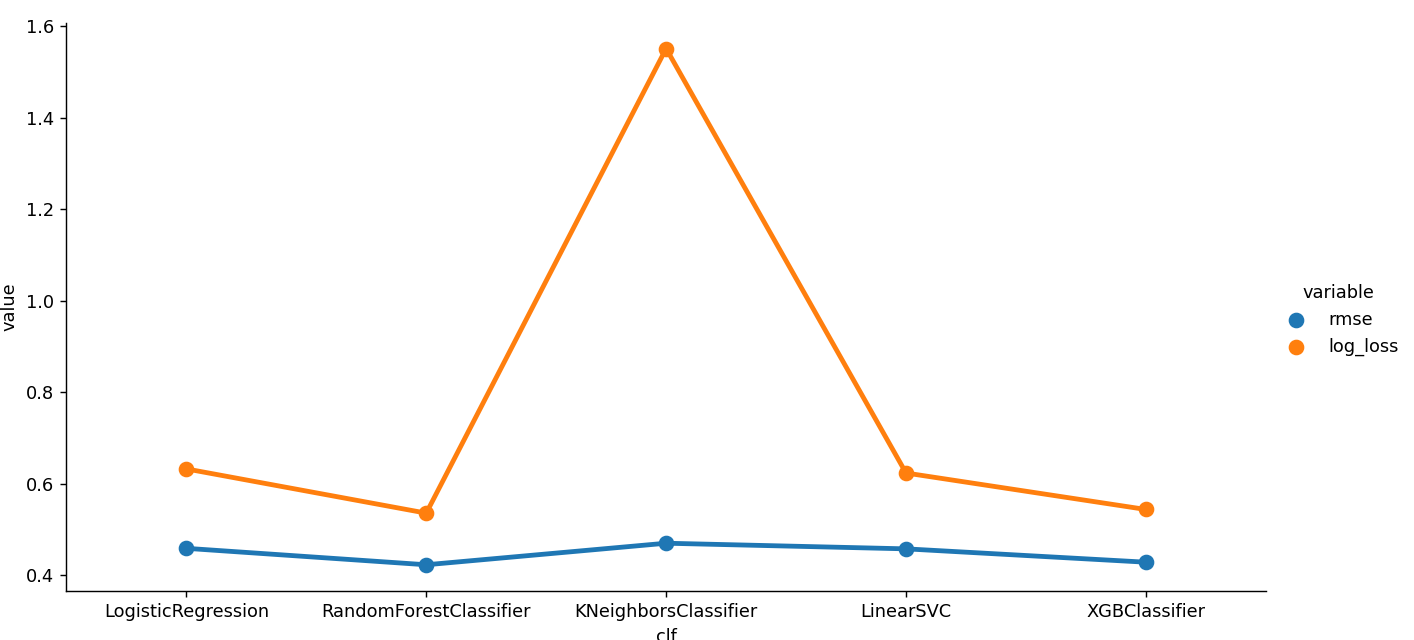 1.6
1.4
1.2
1.0
0.8
0.6
0.4
value
LogisticRegression RandomForestClassifier KNeighborsClassifier LinearSVC XGBClassifier
clf
variable
rmse
log_loss